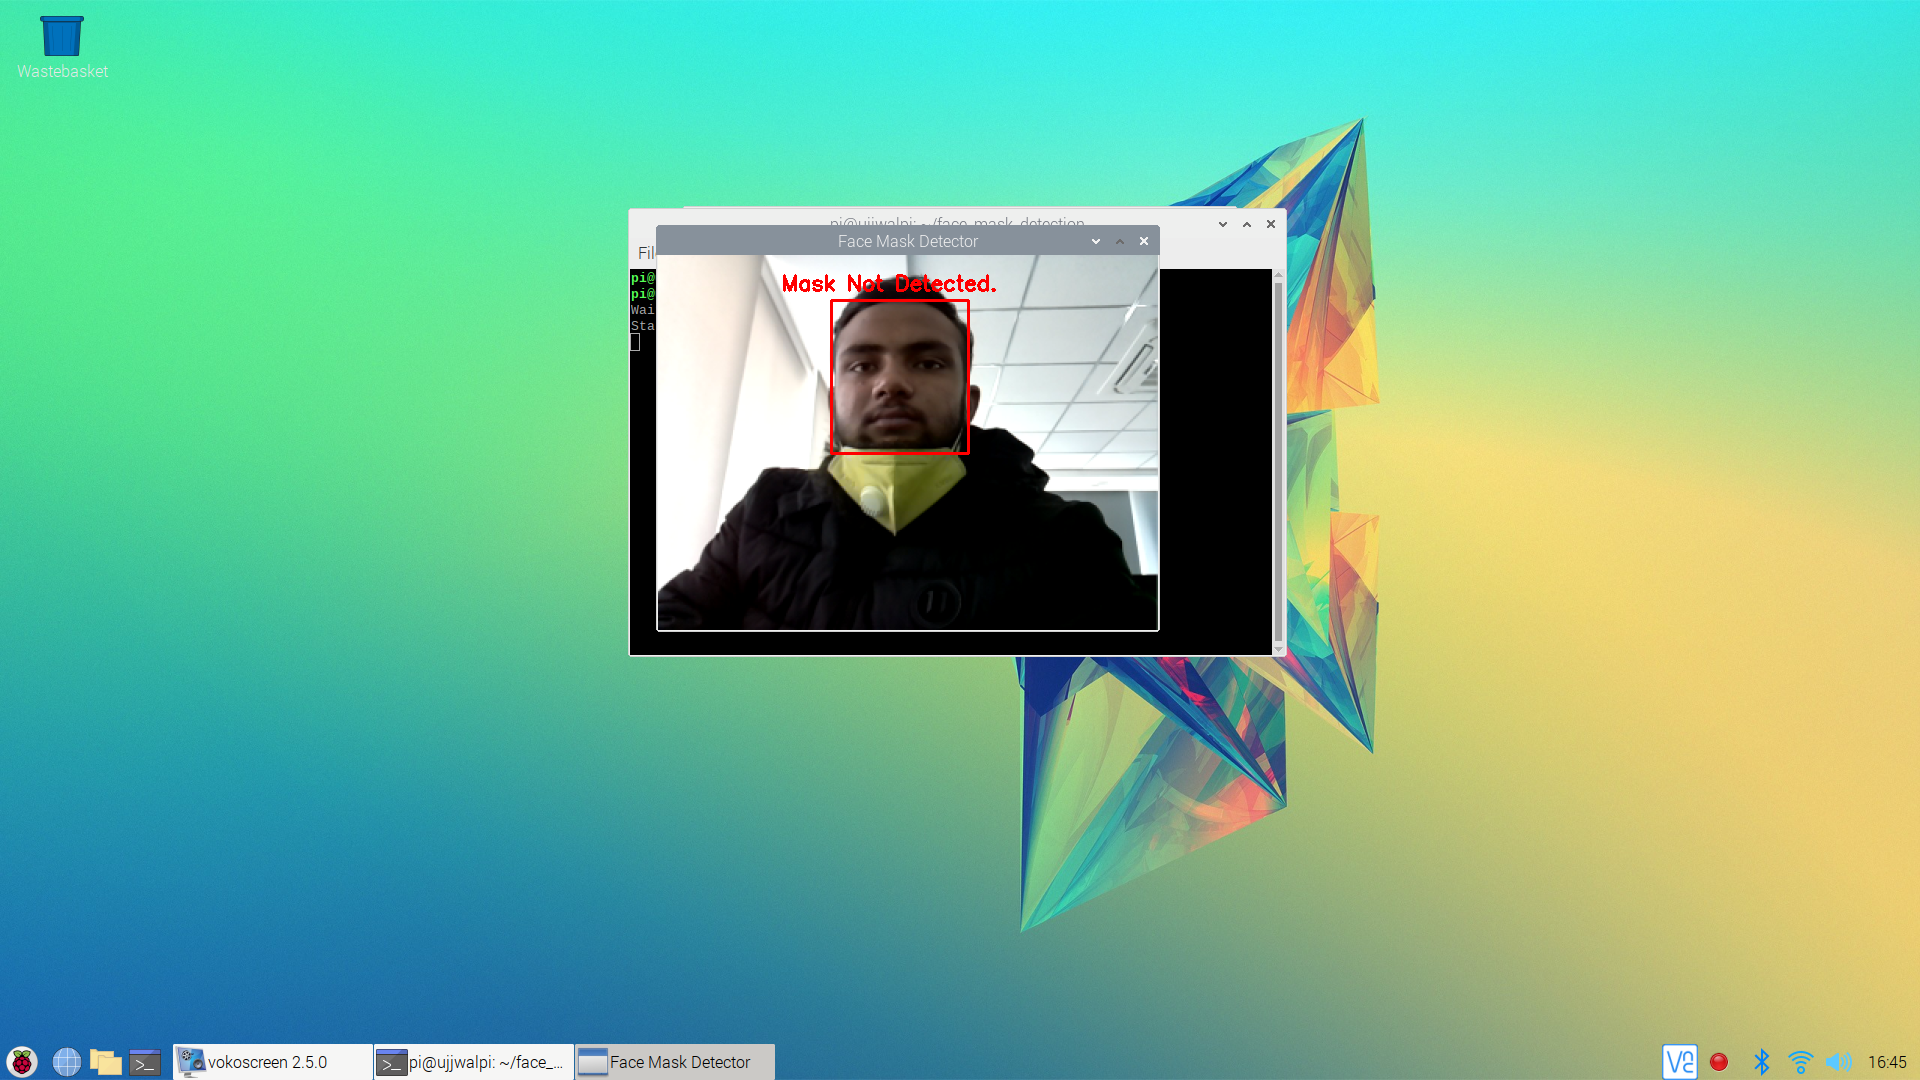 Wastebasket
pi@ujjwalpi: ~/face_mask_detection
Face Mask Detector
Fil
Mask Not Detected.
pi@
pi@
Wai
Sta
vokoscreen 2.5.0
pi@ujjwalpi: ~/face_...
Face Mask Detector
16:45